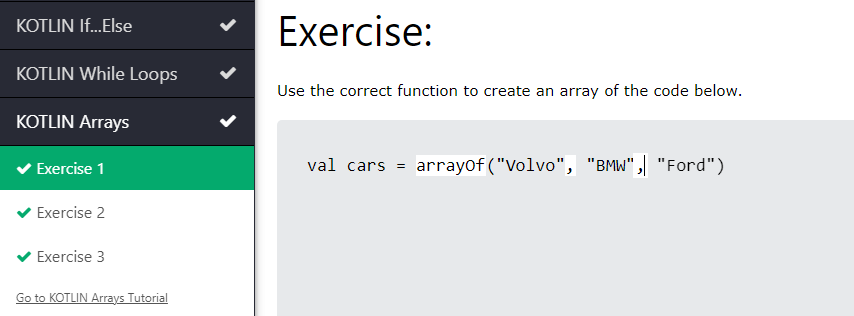 KOTLIN If...Else
KOTLIN While Loops
KOTLIN Arrays
Exercise 1
Exercise 2
Exercise 3
Go to KOTLIN Arrays Tutorial
Exercise:
Use the correct function to create an array of the code below.
val cars = arrayOf("Volvo", "BMW", "Ford")